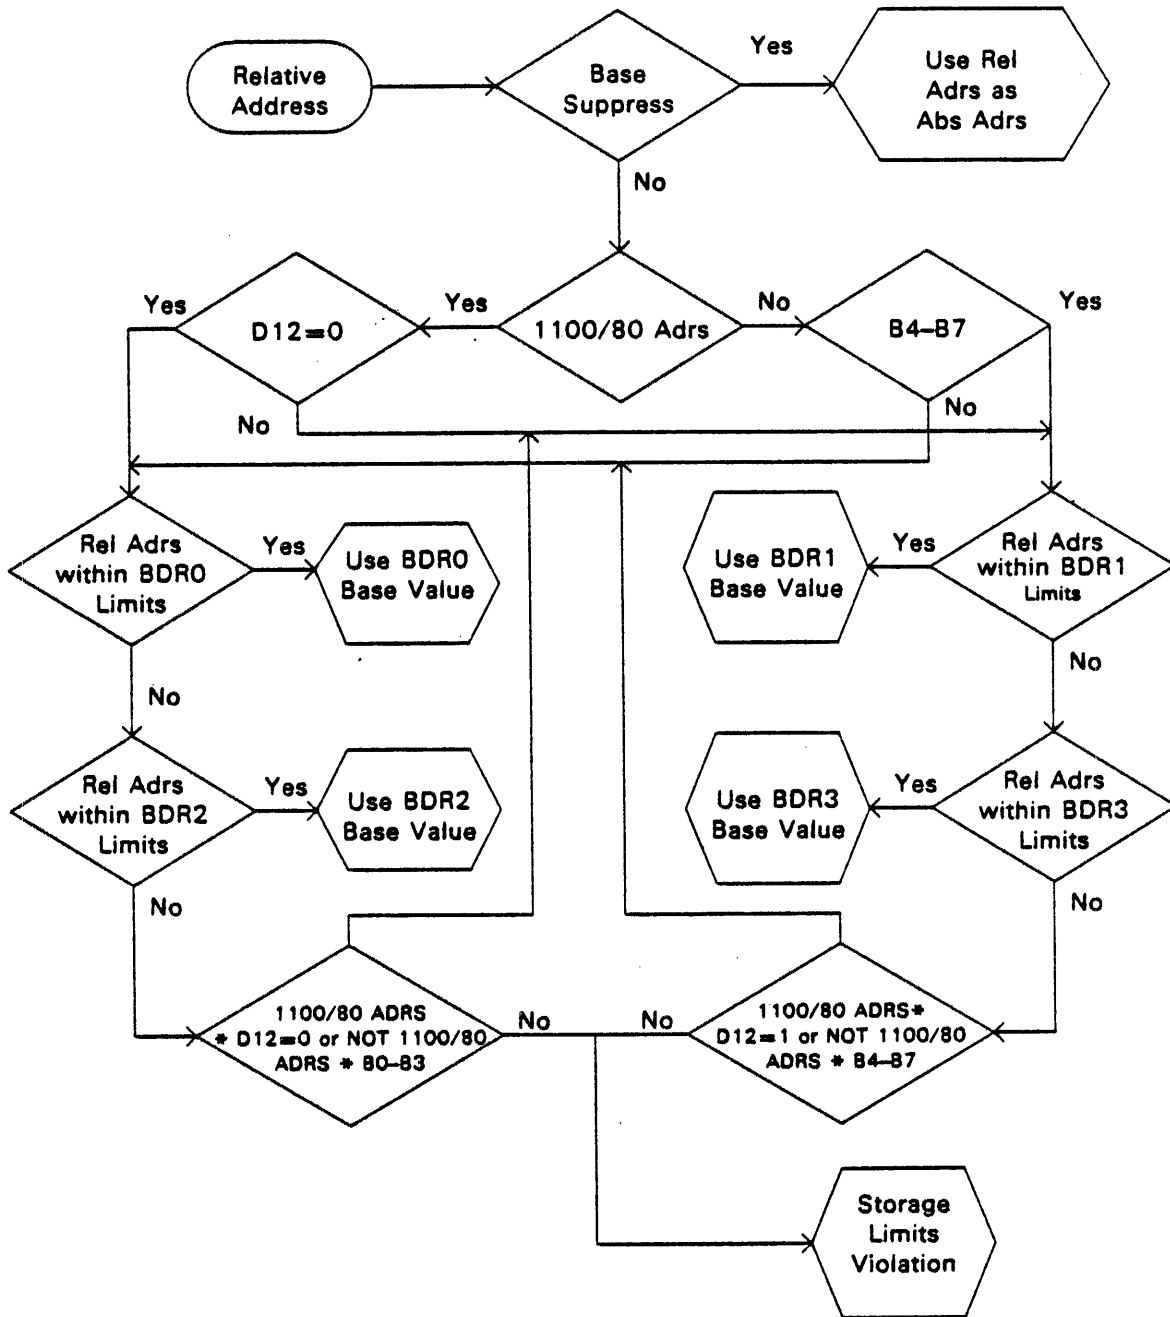 Relative
Address
Base
Suppress
Yes
Use Rel
Adrs as
Abs Adrs
No
Yes
D12=0
Yes
1100/80 Adrs
No
B4-B7
Yes
No
No
Rel Adrs
within BDR0
Limits
Yes
Use BDR0
Base Value
Use BDR1
Base Value
Yes
Rel Adrs
within BDR1
Limits
No
No
Rel Adrs
within BDR2
Limits
Yes
Use BDR2
Base Value
Use BDR3
Base Value
Yes
Rel Adrs
within BDR3
Limits
No
No
1100/80 ADRS
* D12=0 or NOT 1100/80
ADRS * B0-B3
No
No
1100/80 ADRS*
D12=1 or NOT 1100/80
ADRS * B4-B7
Storage
Limits
Violation